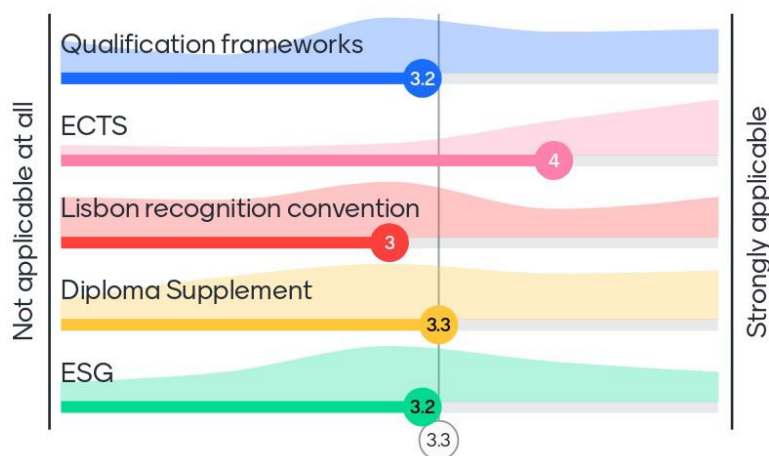 Not applicable at all
Qualification frameworks
3.2
ECTS
4
Lisbon recognition convention
3
Diploma Supplement
3.3
ESG
3.2
3.3
Strongly applicable